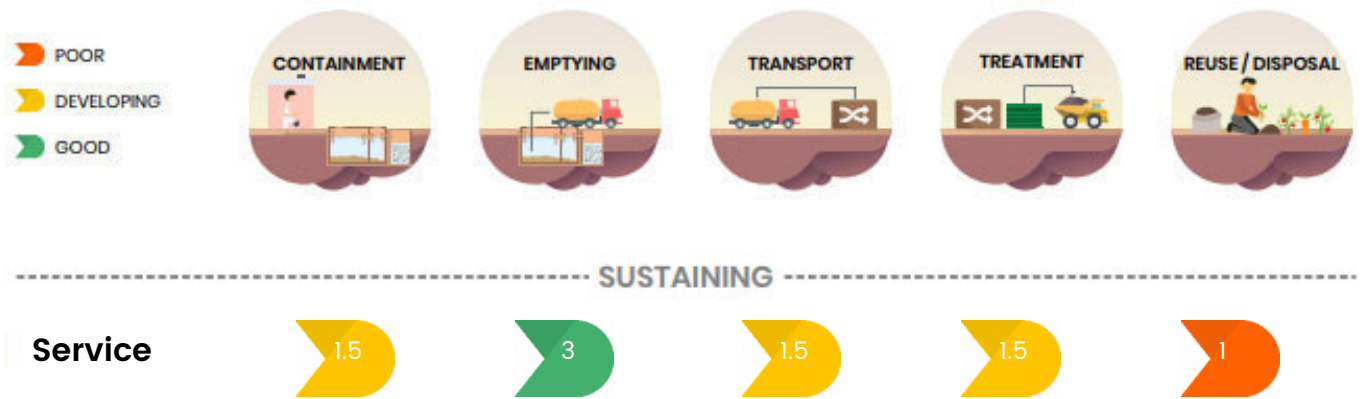 POOR
DEVELOPING
GOOD
CONTAINMENT
EMPTYING
TRANSPORT
TREATMENT
REUSE / DISPOSAL
SUSTAINING
Service
1.5
3
1.5
1.5
1